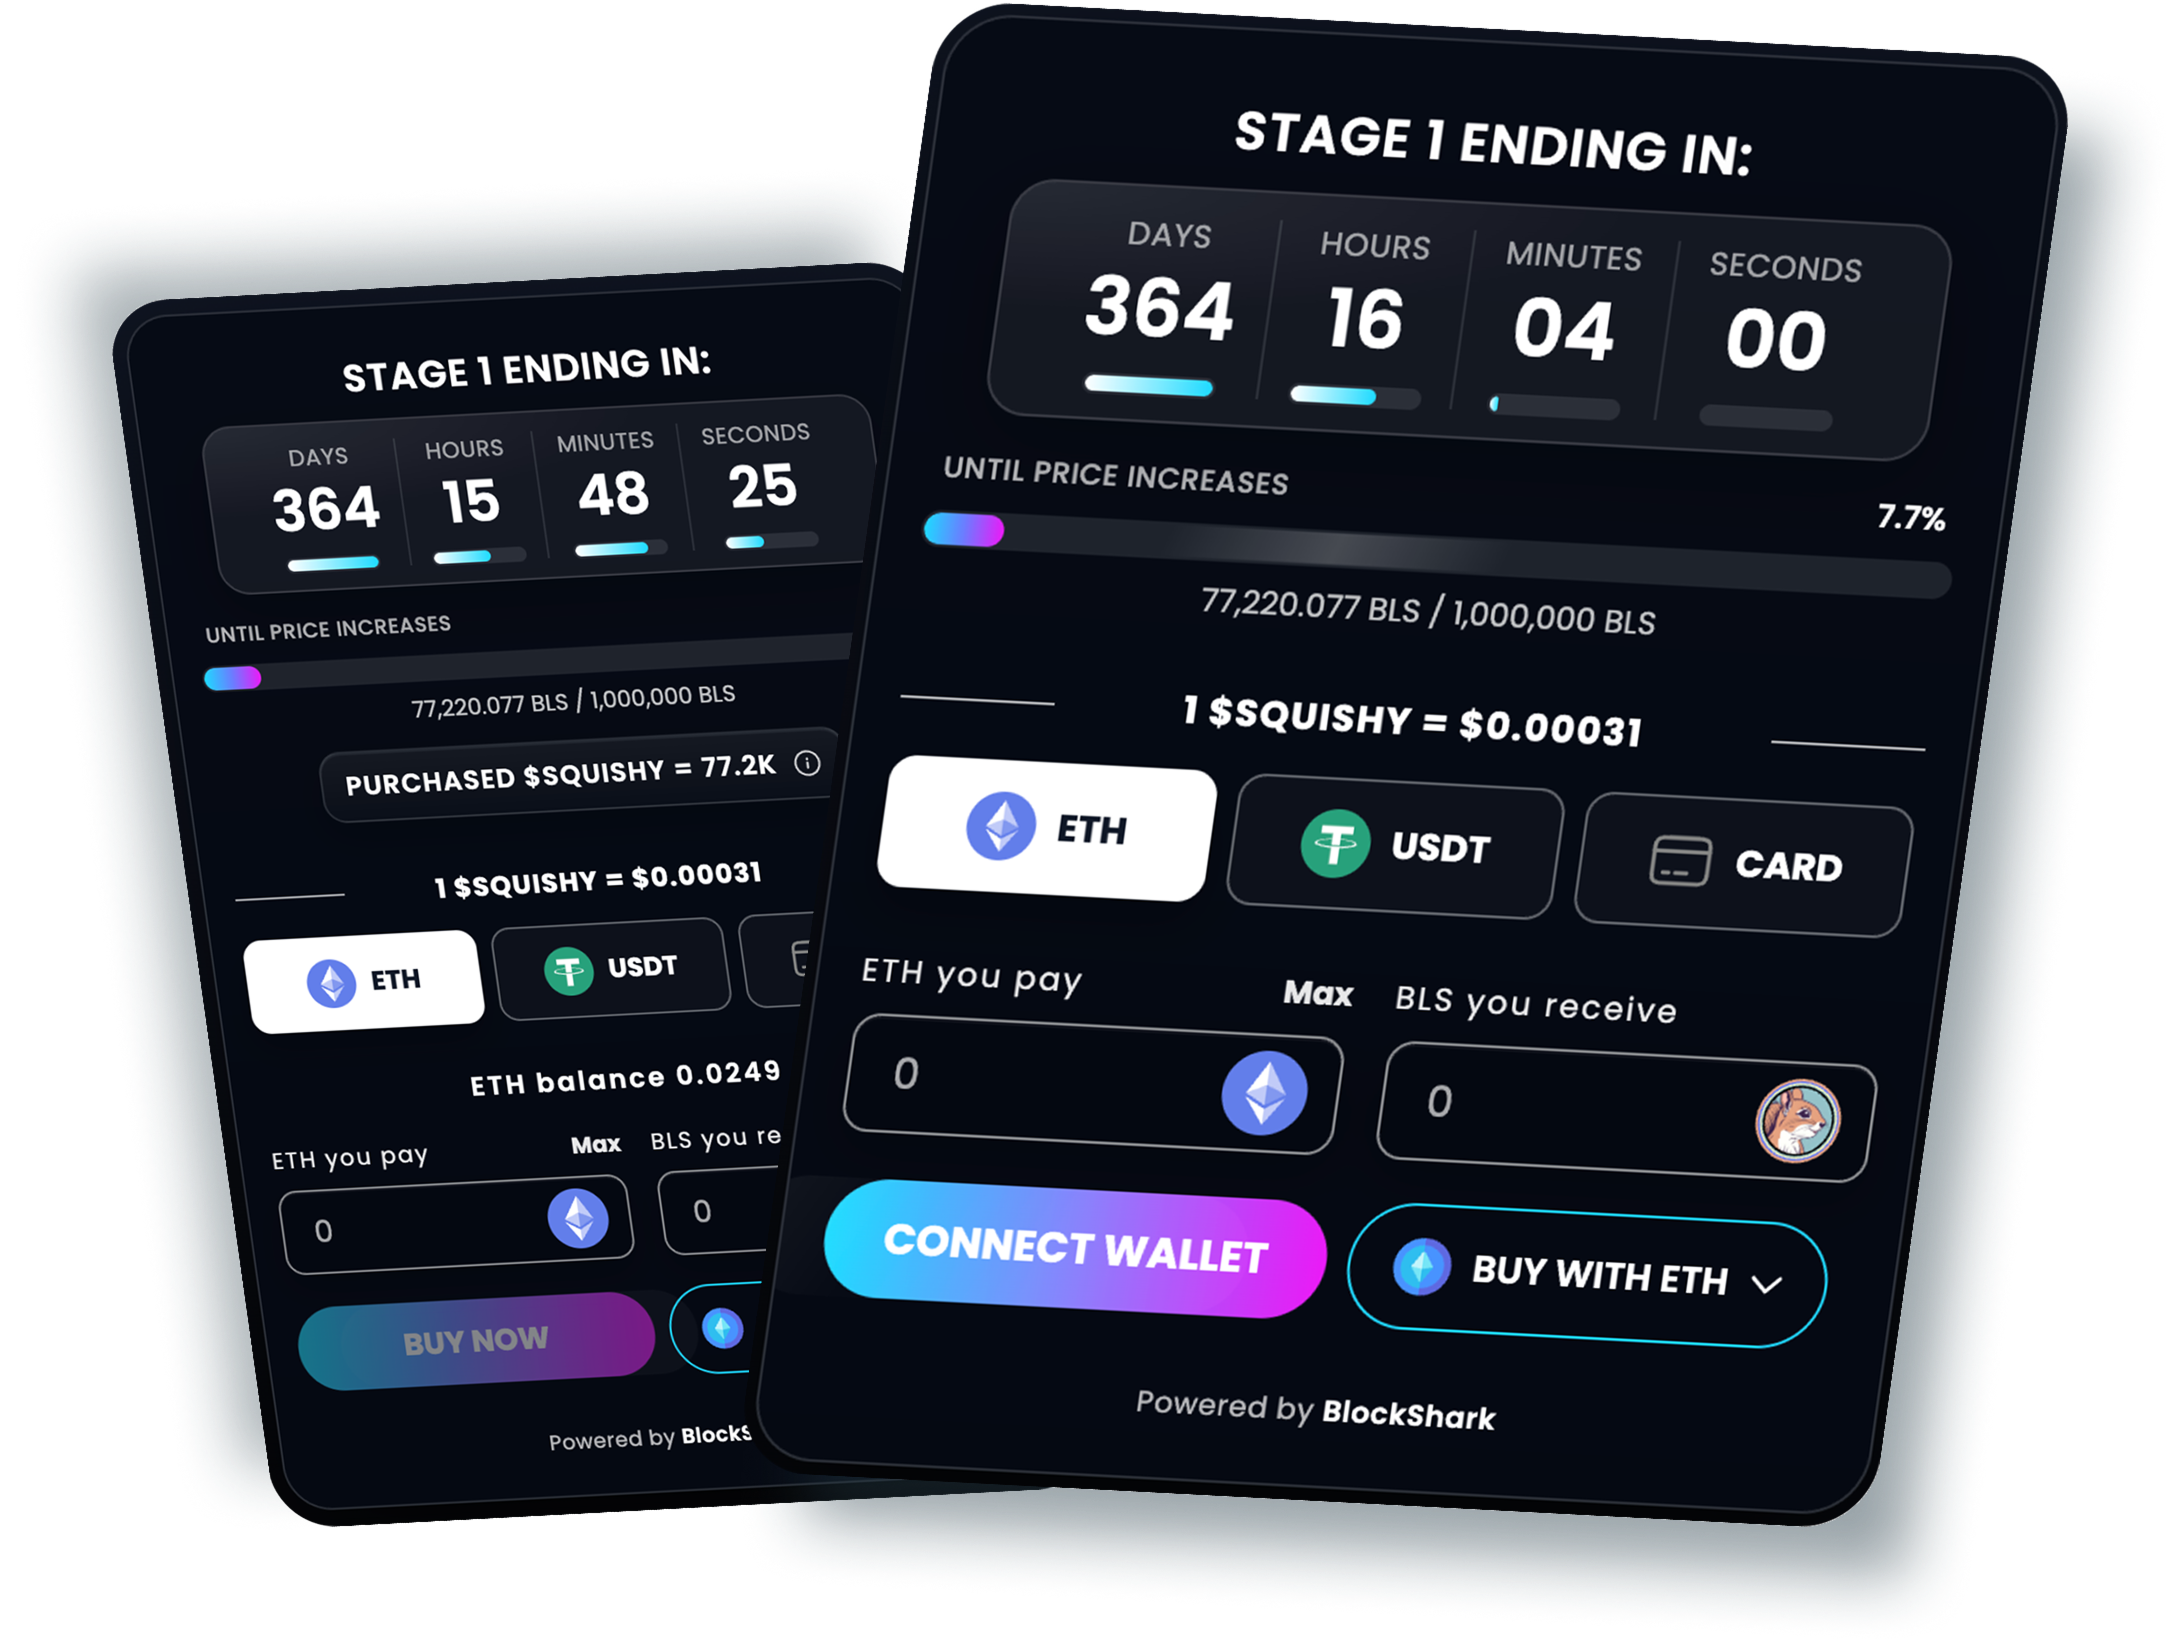 STAGE 1 ENDING IN:
DAYS HOURS MINUTES SECONDS
364 15 48 25
UNTIL PRICE INCREASES
77,220.077 BLS / 1,000,000 BLS
PURCHASED $SQUISHY = 77.2K
1 $SQUISHY = $0.00031
ETH USDT
ETH balance 0.0249
ETH you pay Max BLS you re
0 0
BUY NOW
Powered by BlockS
STAGE 1 ENDING IN:
DAYS HOURS MINUTES SECONDS
364 16 04 00
UNTIL PRICE INCREASES
7.7%
77,220.077 BLS / 1,000,000 BLS
1 $SQUISHY = $0.00031
ETH USDT CARD
ETH you pay Max BLS you receive
0 0
CONNECT WALLET BUY WITH ETH
Powered by BlockShark